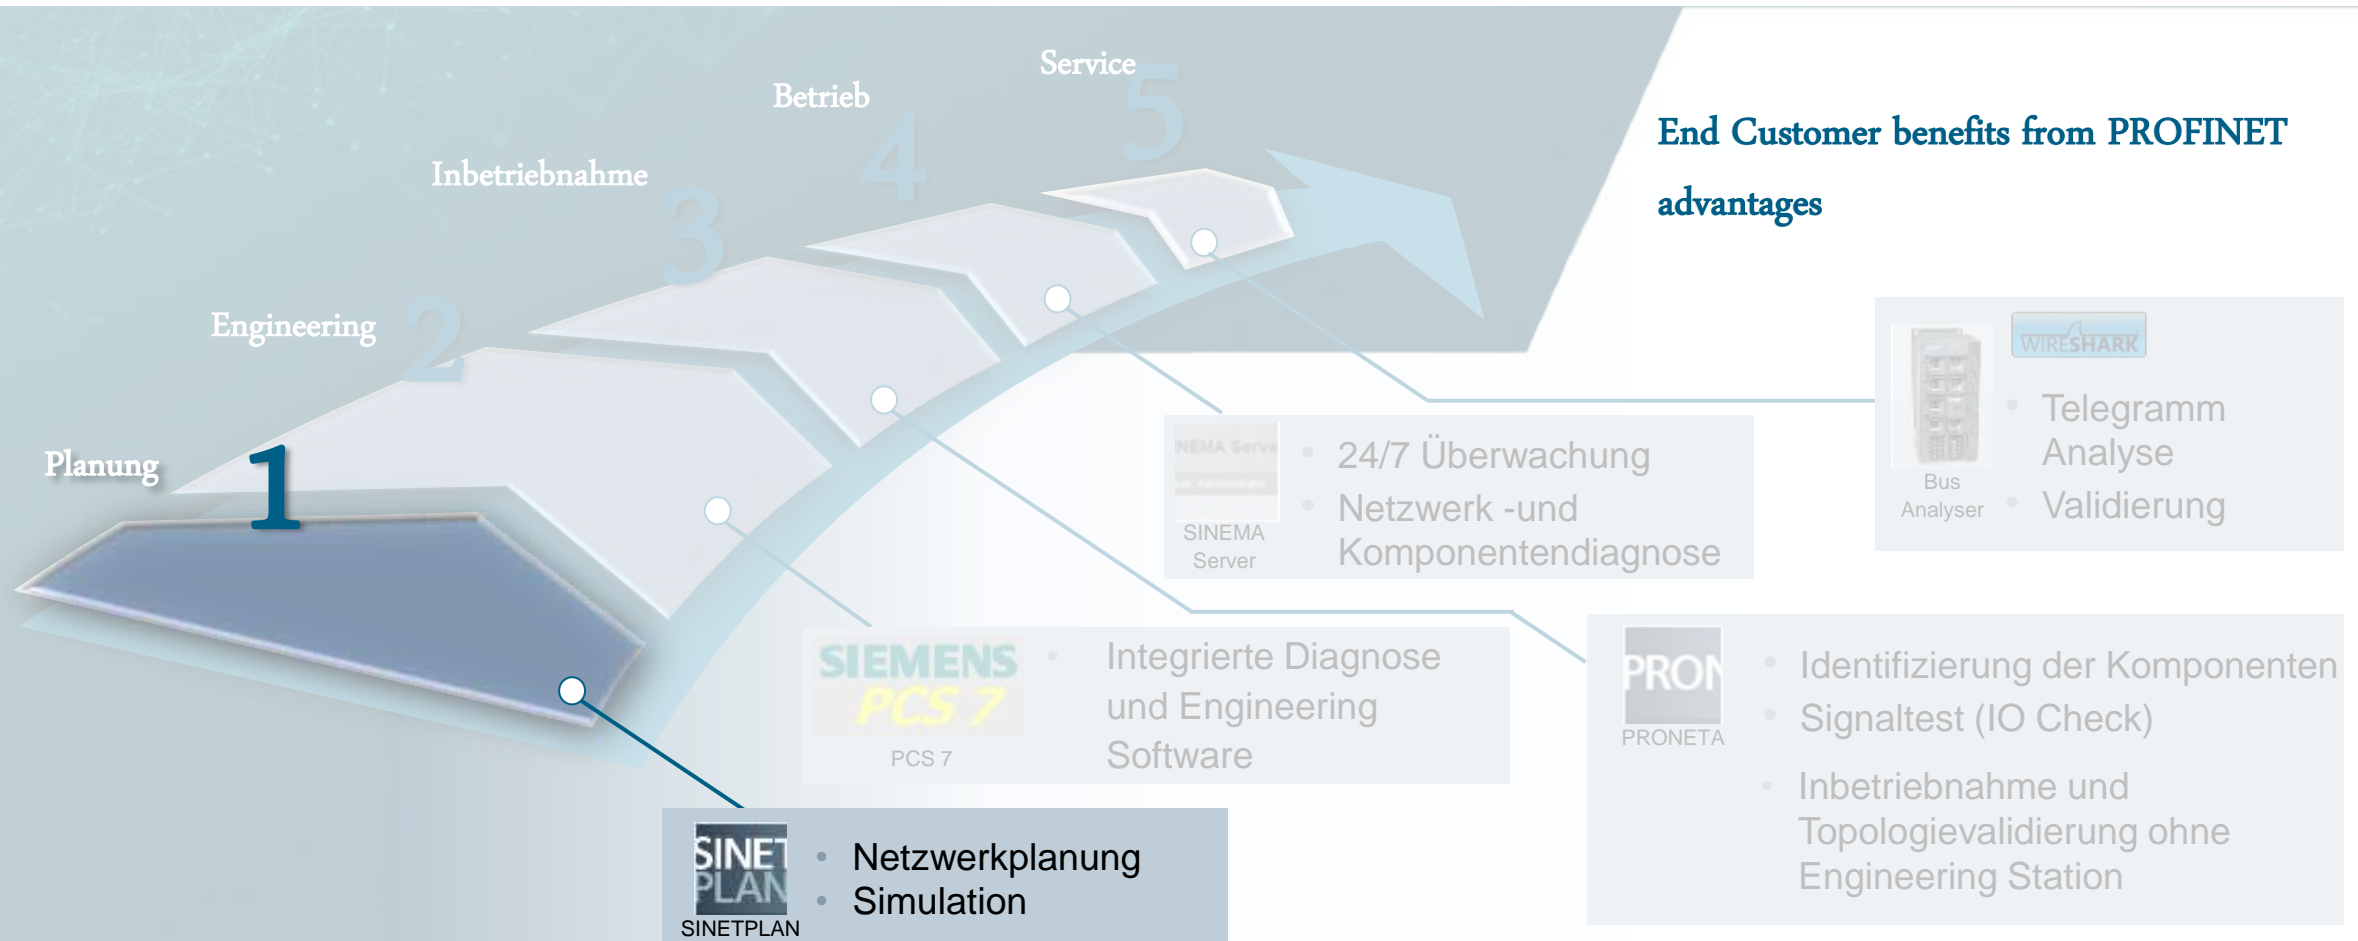 Service
5
Betrieb
4
Inbetriebnahme
3
Engineering
2
Planung
1
End Customer benefits from PROFINET
advantages
WIRESHARK
Bus
Analyser
• Telegramm
Analyse
• Validierung
NEMA Serve
Administrator
SINEMA
Server
• 24/7 Überwachung
• Netzwerk -und
Komponentendiagnose
PRON
PRONETA
• Identifizierung der Komponenten
• Signaltest (IO Check)
• Inbetriebnahme und
Topologievalidierung ohne
Engineering Station
SIEMENS
PCS 7
PCS 7
• Integrierte Diagnose
und Engineering
Software
SINET
PLAN
SINETPLAN
• Netzwerkplanung
• Simulation